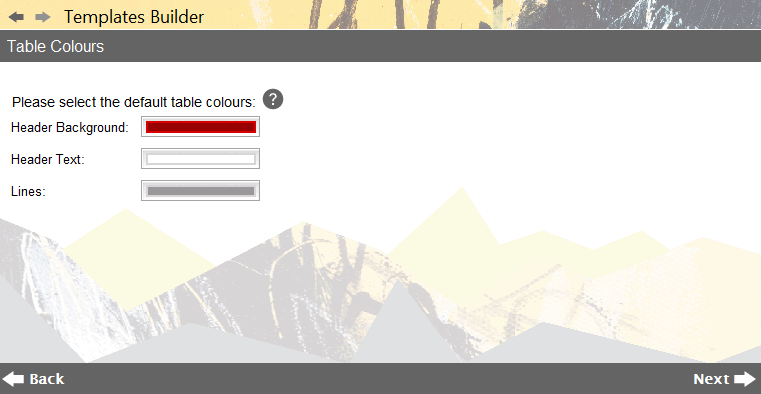 Templates Builder
Table Colours
Please select the default table colours: ?
Header Background:
Header Text:
Lines:
Back Next